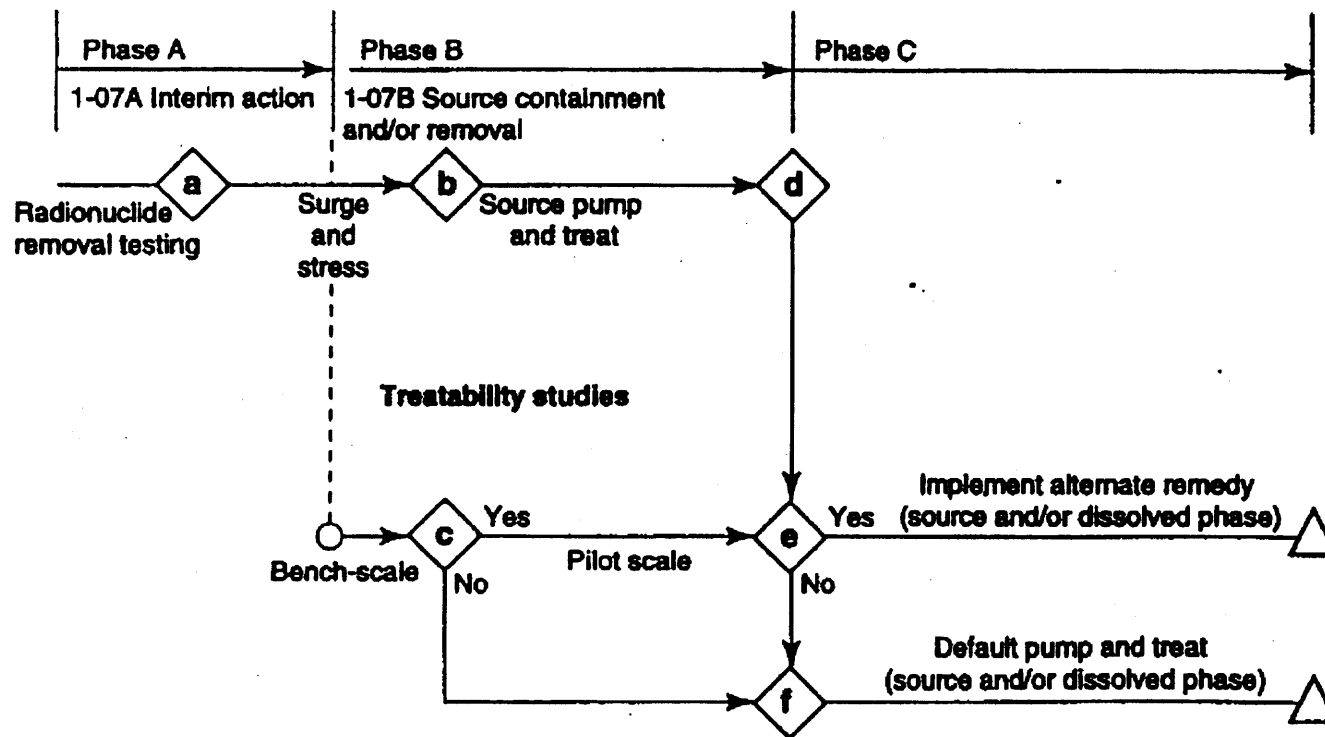 Phase A
Phase B
Phase C
1-07A Interim action
1-07B Source containment
and/or removal
a
b
d
Radionuclide
removal testing
Surge
and
stress
Source pump
and treat
Treatability studies
Implement alternate remedy
(source and/or dissolved phase)
c
Yes
e
Yes
Bench-scale
Pilot scale
No
No
Default pump and treat
(source and/or dissolved phase)
f